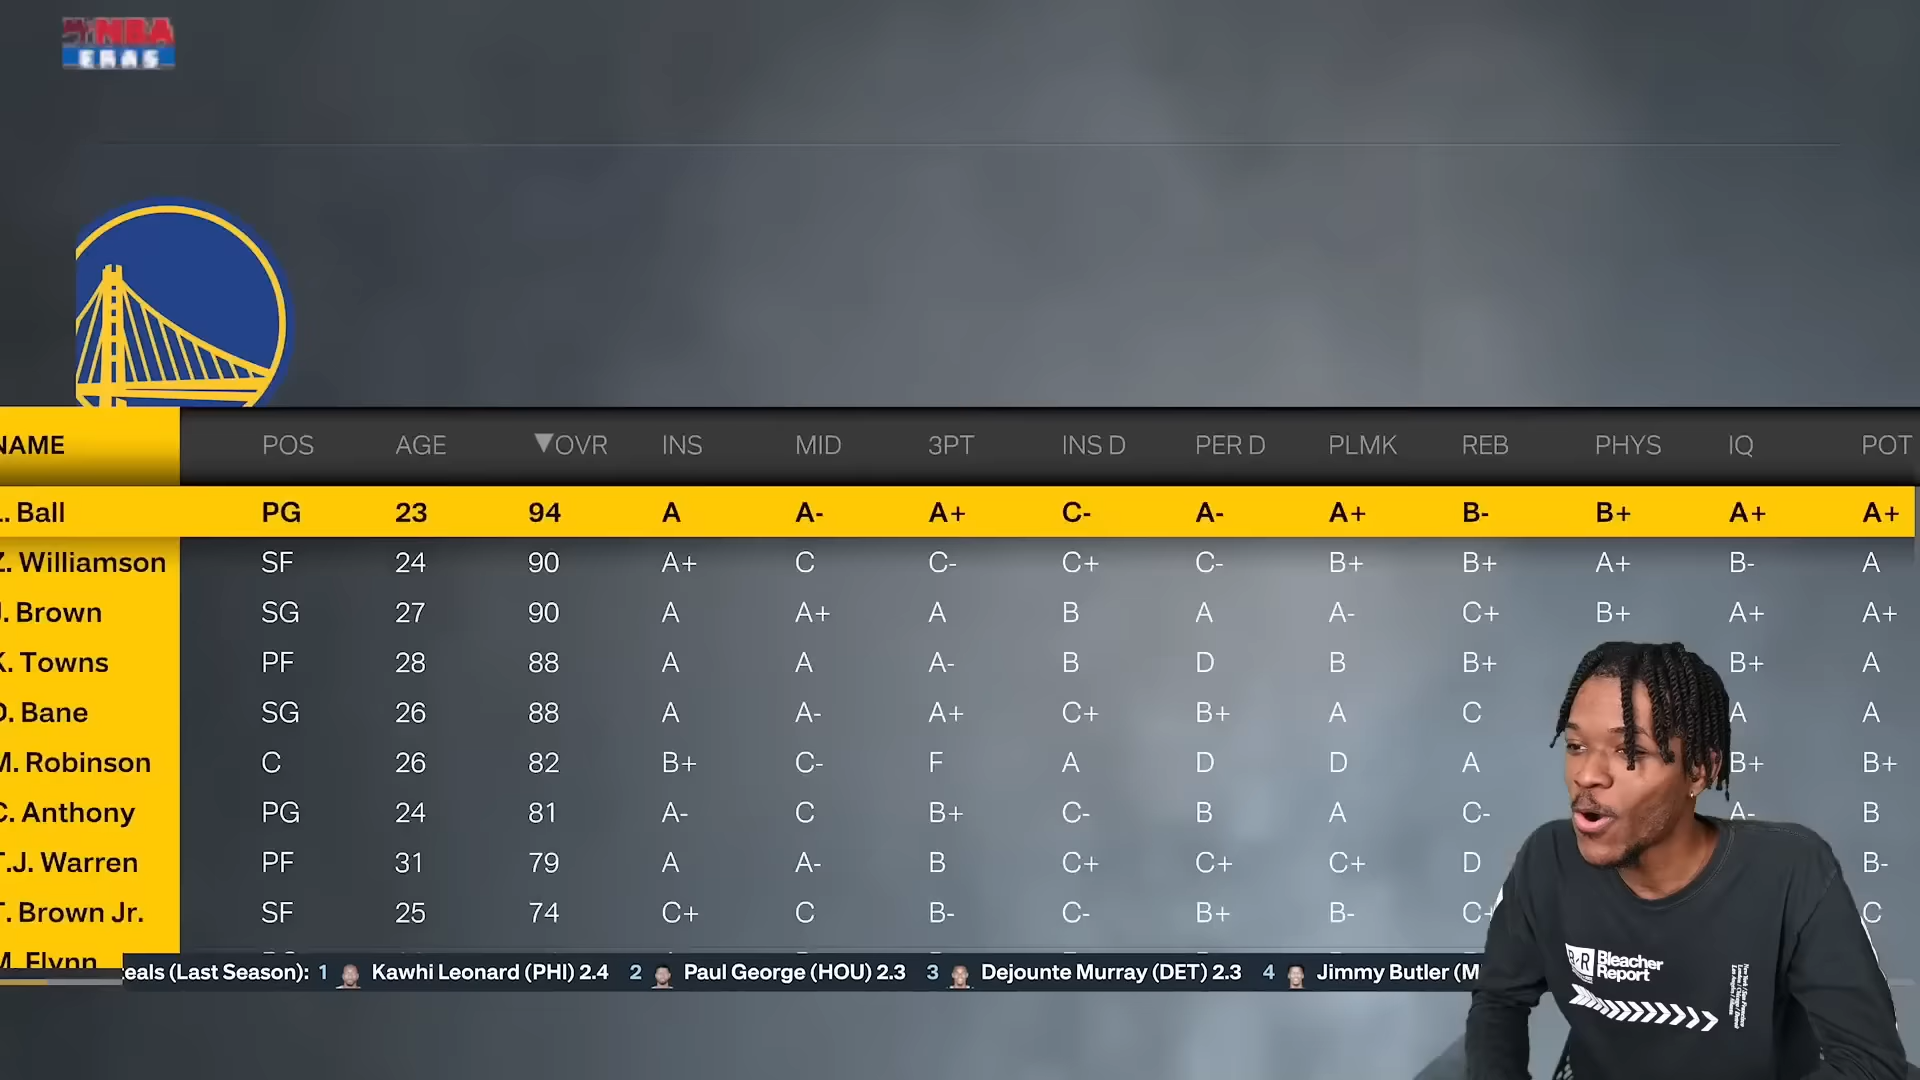 NBA
ERAS
NAME POS AGE ▼OVR INS MID 3PT INS D PER D PLMK REB PHYS IQ POT
. Ball PG 23 94 A A- A+ C- A- A+ B- B+ A+ A+
Z. Williamson SF 24 90 A+ C C- C+ C- B+ B+ A+ B- A
J. Brown SG 27 90 A A+ A B A A- C+ B+ A+ A+
K. Towns PF 28 88 A A A- B D B B+ B+ A
D. Bane SG 26 88 A A- A+ C+ B+ A C A A
M. Robinson C 26 82 B+ C- F A D D A B+ B+
C. Anthony PG 24 81 A- C B+ C- B A C- A- B
T.J. Warren PF 31 79 A A- B C+ C+ C+ D B-
T. Brown Jr. SF 25 74 C+ C B- C- B+ B- C+ C
M. Flynn
eals (Last Season): 1 Kawhi Leonard (PHI) 2.4 2 Paul George (HOU) 2.3 3 Dejounte Murray (DET) 2.3 4 Jimmy Butler (M
B R Bleacher
Report